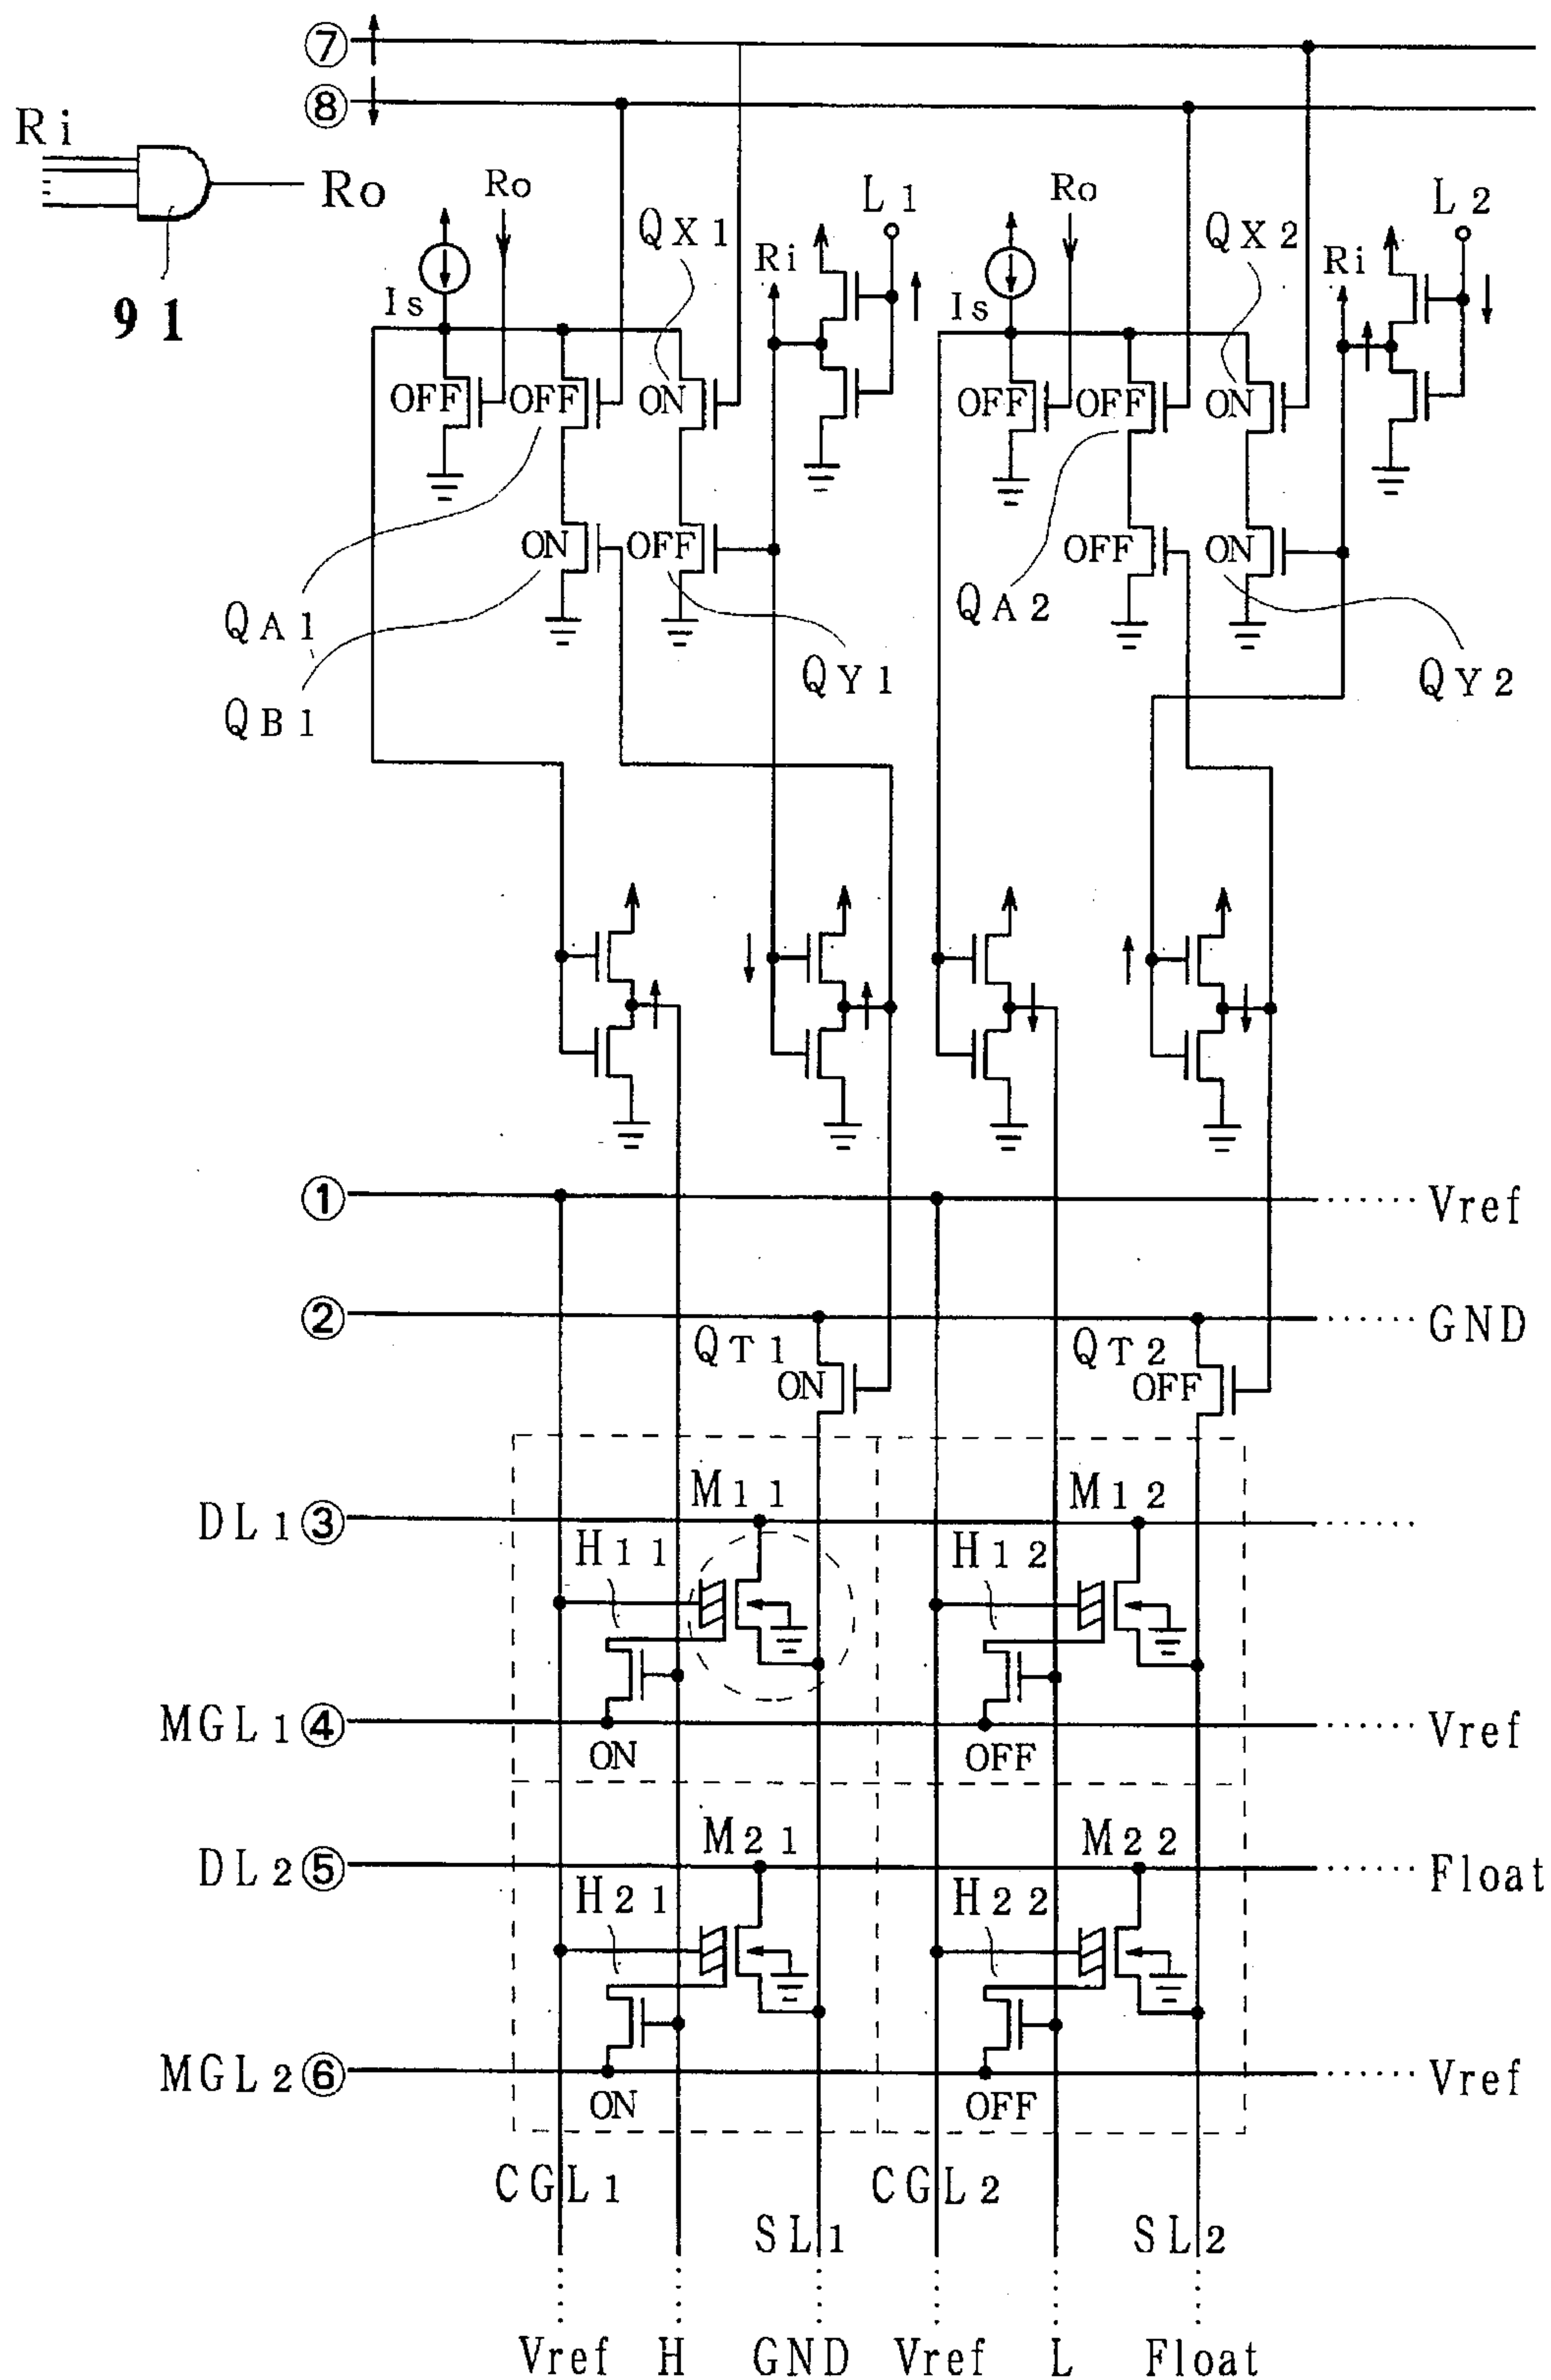 ⑦
⑧
Ri
Ro
91
Ro
Is
QX1
Ri
L1
Ro
Is
QX2
Ri
L2
OFF OFF ON
OFF OFF ON
ON OFF
OFF ON
QA1
QB1
QY1
QA2
QY2
① Vref
② GND
QT1
ON
QT2
OFF
M11
M12
DL1③
H11
H12
MGL1④ Vref
ON
OFF
M21
M22
DL2⑤ Float
H21
H22
MGL2⑥ Vref
ON
OFF
CGL1
CGL2
SL1
SL2
Vref H GND Vref L Float